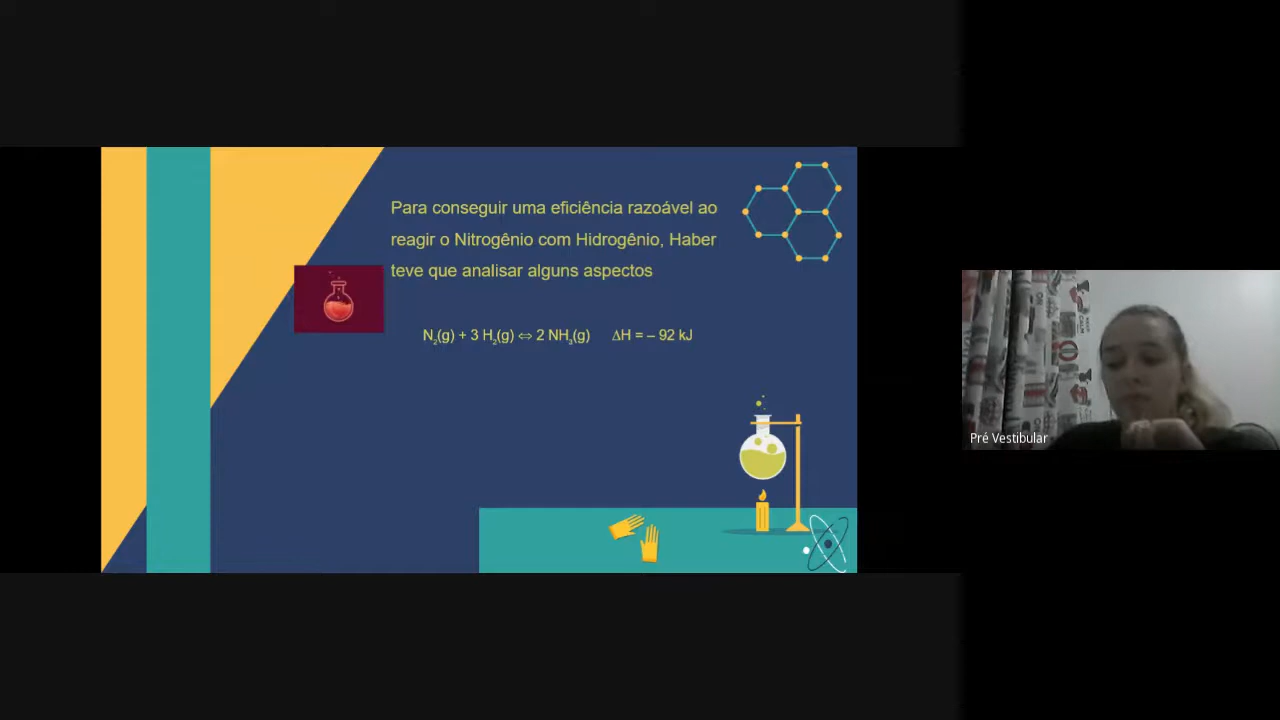 Para conseguir uma eficiência razoável ao
reagir o Nitrogênio com Hidrogênio, Haber
teve que analisar alguns aspectos
N₂(g) + 3 H₂(g) ⇔ 2 NH₃(g) ΔH = – 92 kJ
Pré Vestibular